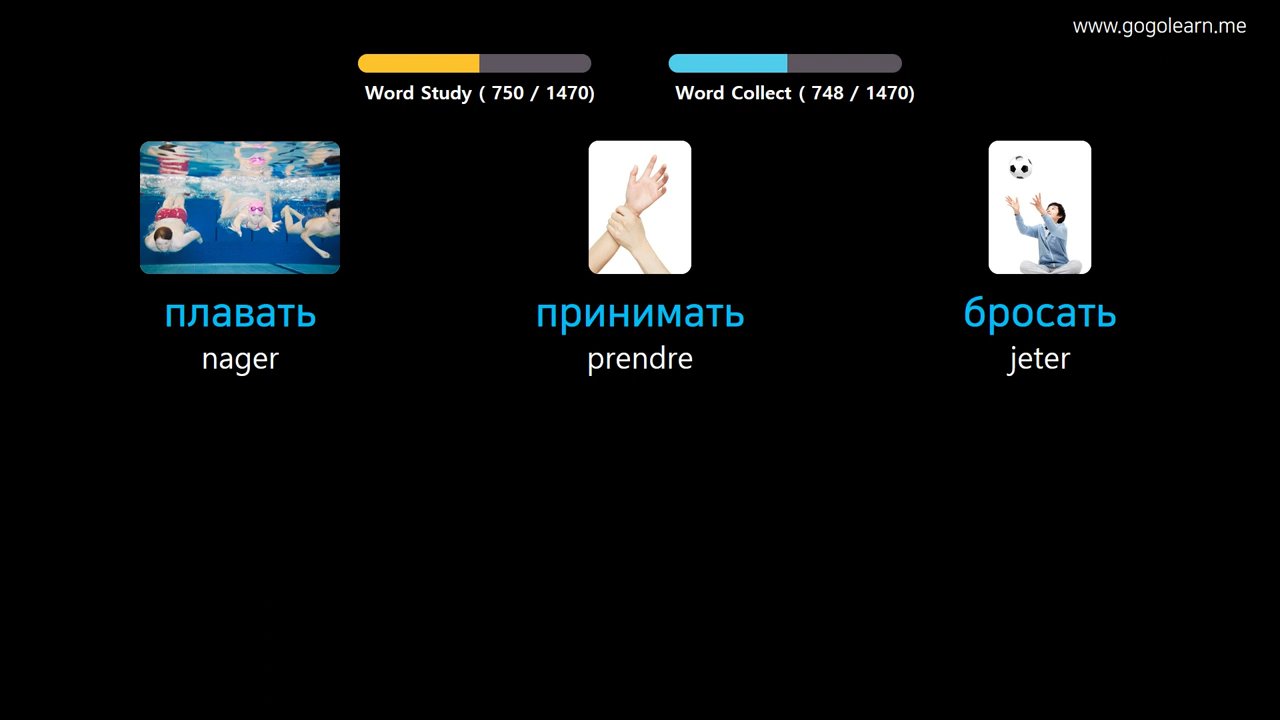 www.gogolearn.me
Word Study ( 750 / 1470)
Word Collect ( 748 / 1470)
плавать
nager
принимать
prendre
бросать
jeter